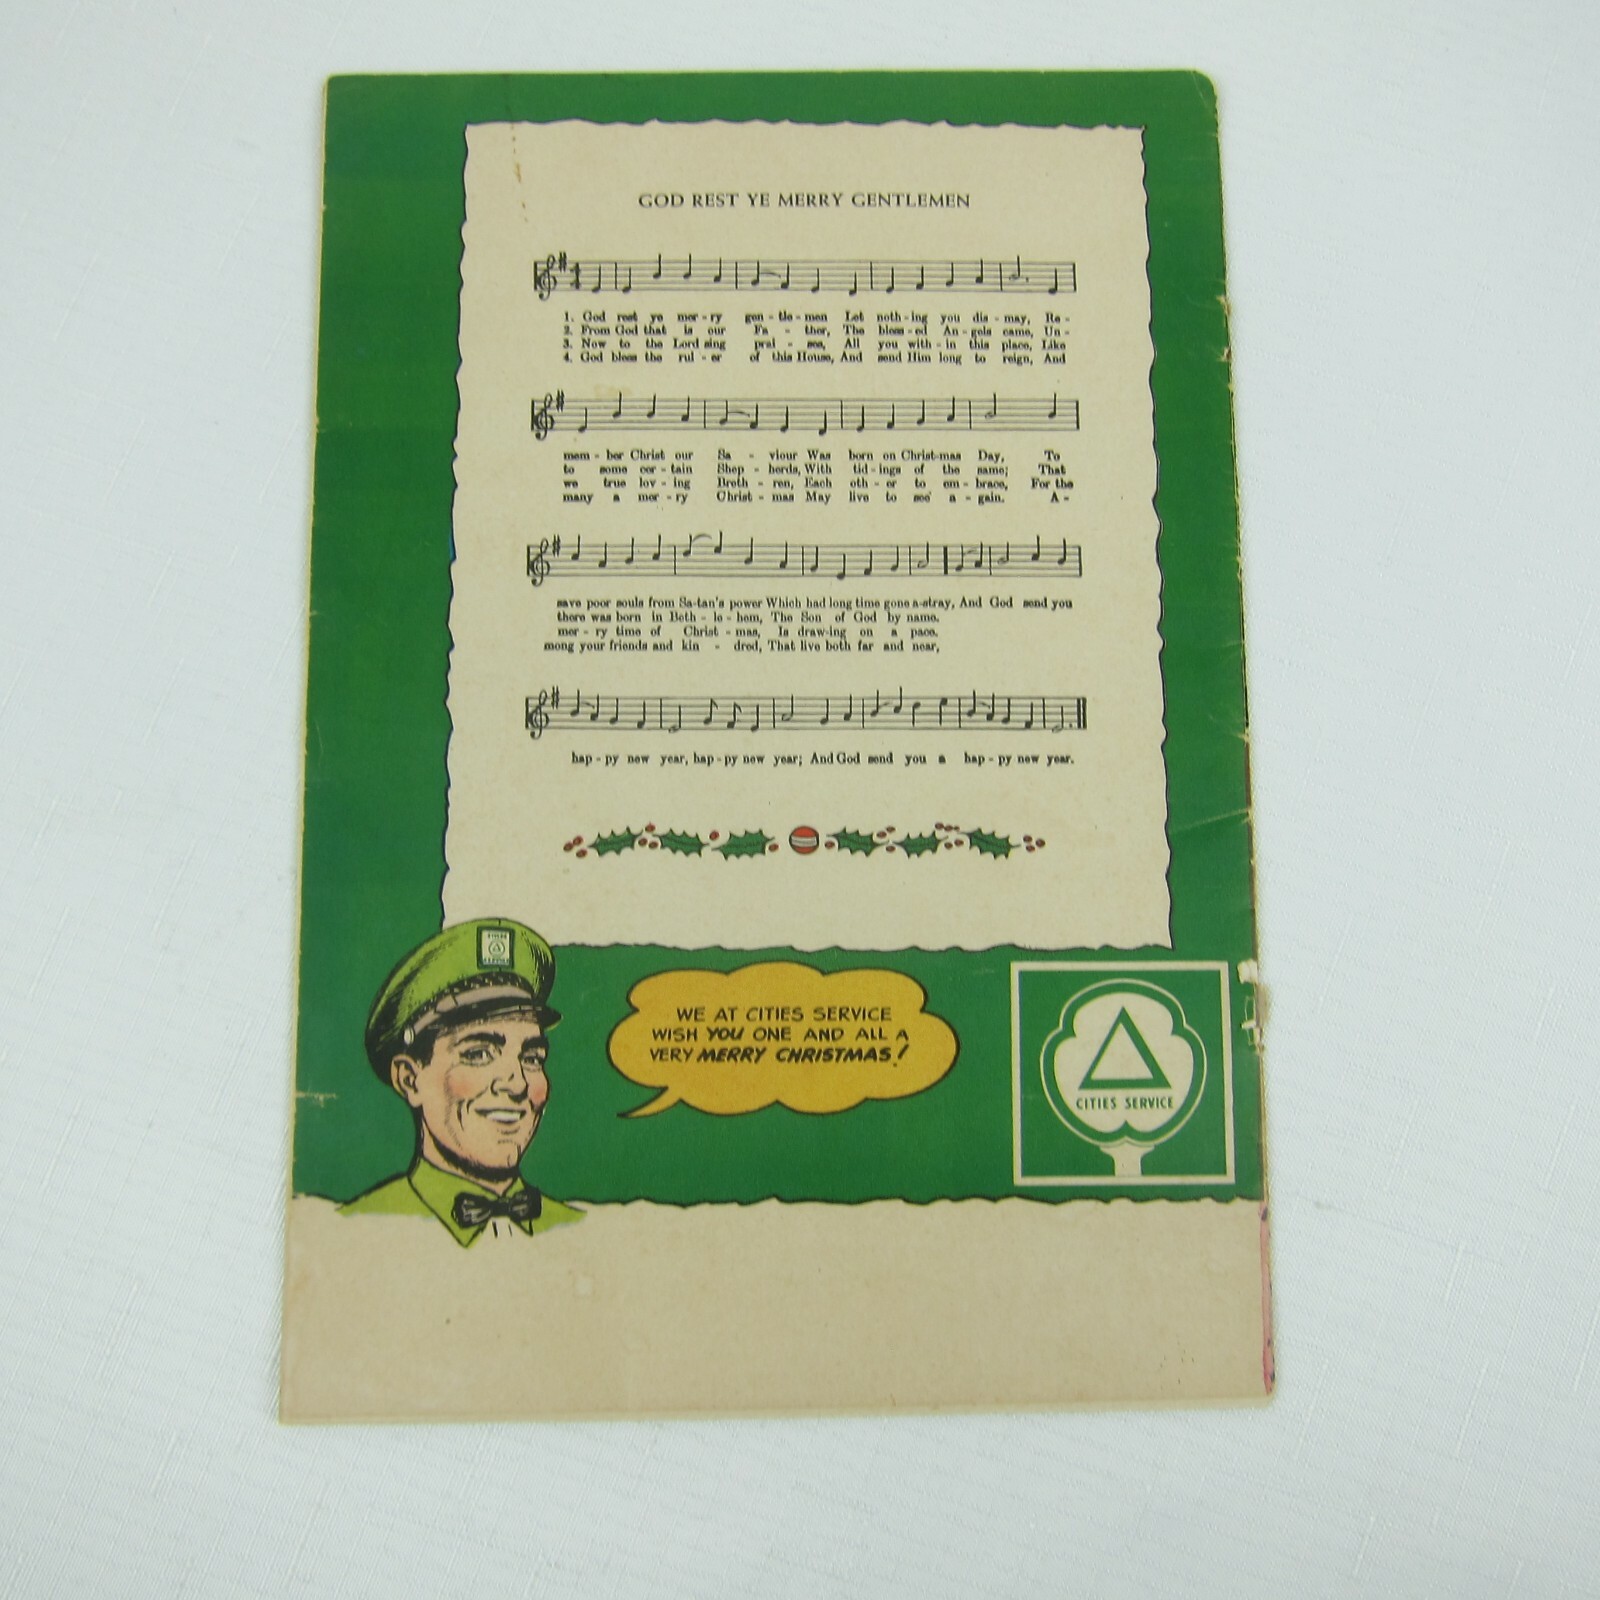 GOD REST YE MERRY GENTLEMEN
1. God rest ye mer - ry gen - tle - men Let noth - ing you dis - may, Re -
2. From God that is our Fa - ther, The bless - ed An - gels came, Un -
3. Now to the Lord sing prai - ses, All you with - in this place, Like
4. God bless the rul - er of this House, And send Him long to reign, And
mem - ber Christ our Sa - viour Was born on Christ-mas Day, To
to some cer - tain Shep - herds, With tid - ings of the same; That
we true lov - ing Breth - ren, Each oth - er to em - brace, For the
many a mer - ry Christ - mas May live to see a - gain. A -
save poor souls from Sa-tan's power Which had long time gone a-stray, And God send you
there was born in Beth - le - hem, The Son of God by name.
mer - ry time of Christ - mas, Is draw-ing on a pace.
mong your friends and kin - dred, That live both far and near,
hap - py new year, hap - py new year; And God send you a hap - py new year.
WE AT CITIES SERVICE
WISH YOU ONE AND ALL A
VERY MERRY CHRISTMAS!
CITIES SERVICE
CITIES
SERVICE